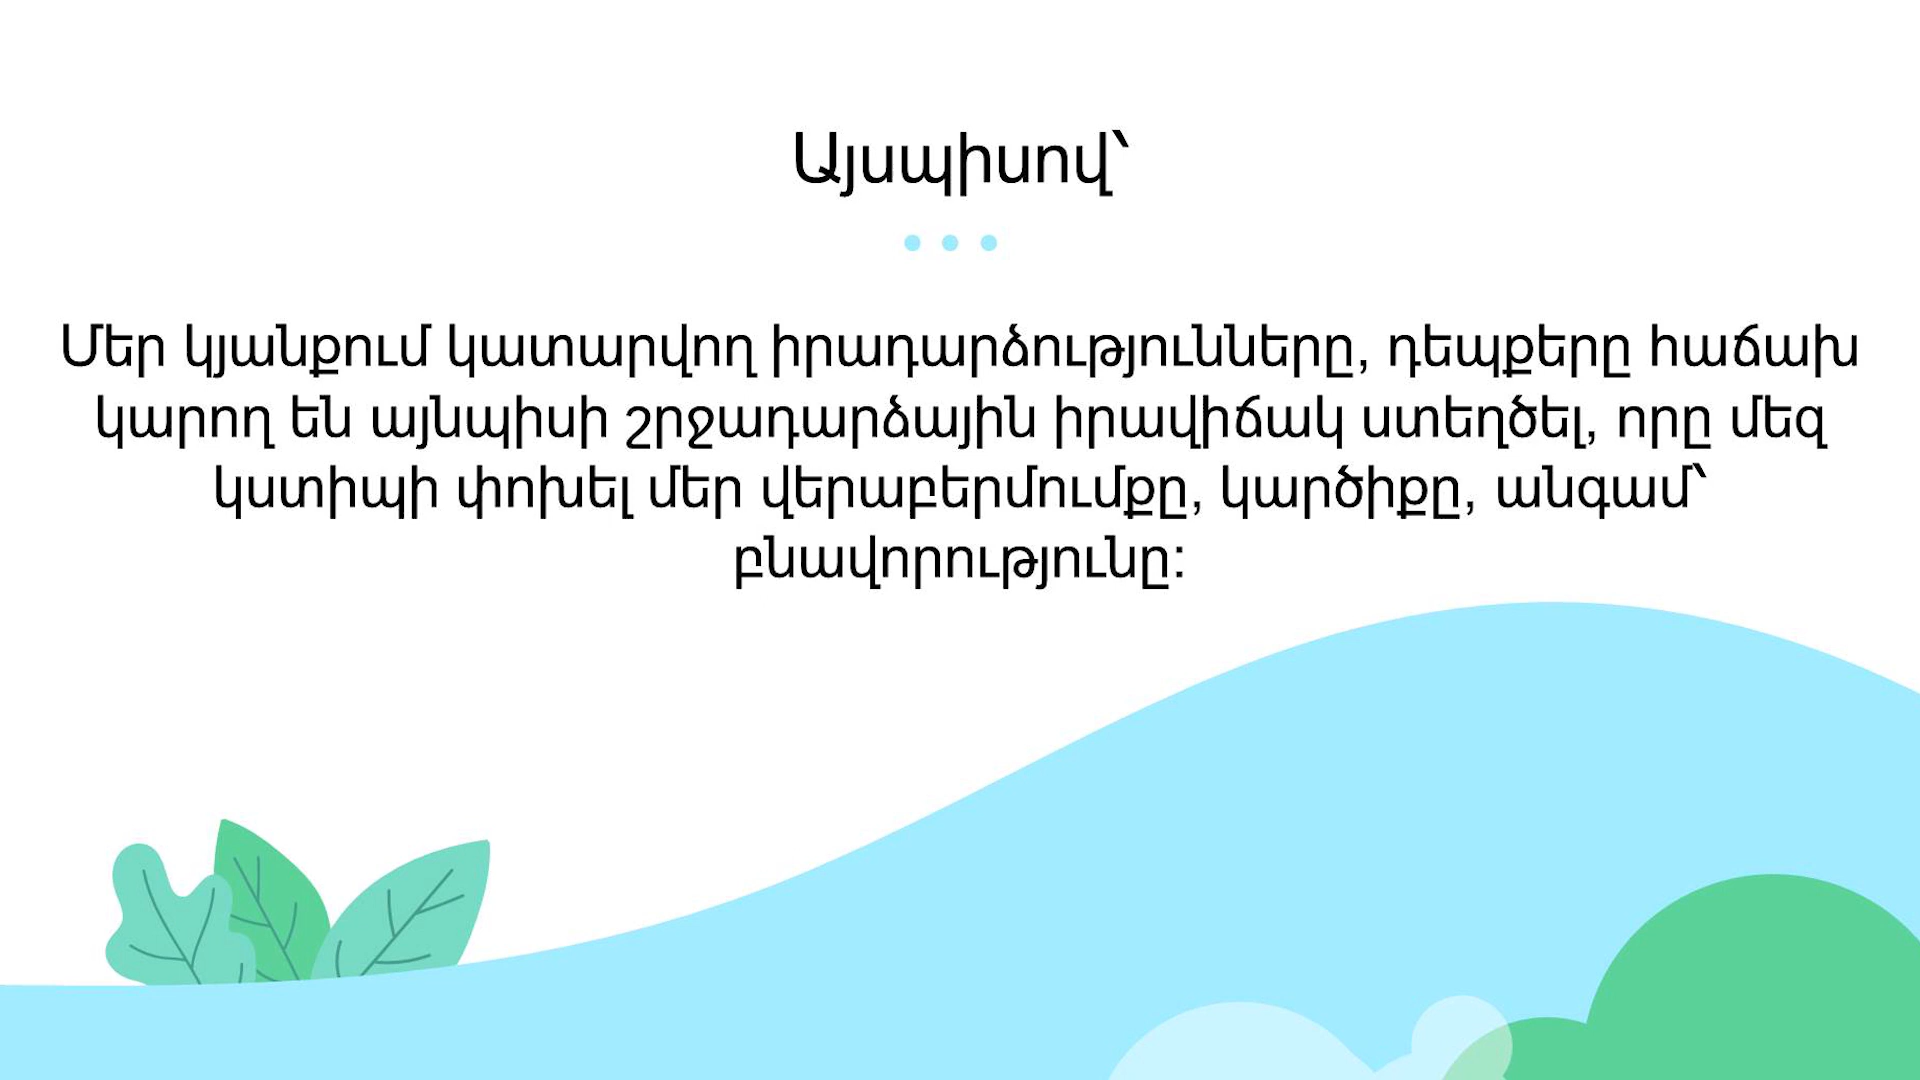 Այսպիսով՝
Մեր կյանքում կատարվող իրադարձությունները, դեպքերը հաճախ
կարող են այնպիսի շրջադարձային իրավիճակ ստեղծել, որը մեզ
կստիպի փոխել մեր վերաբերմումքը, կարծիքը, անգամ՝
բնավորությունը: